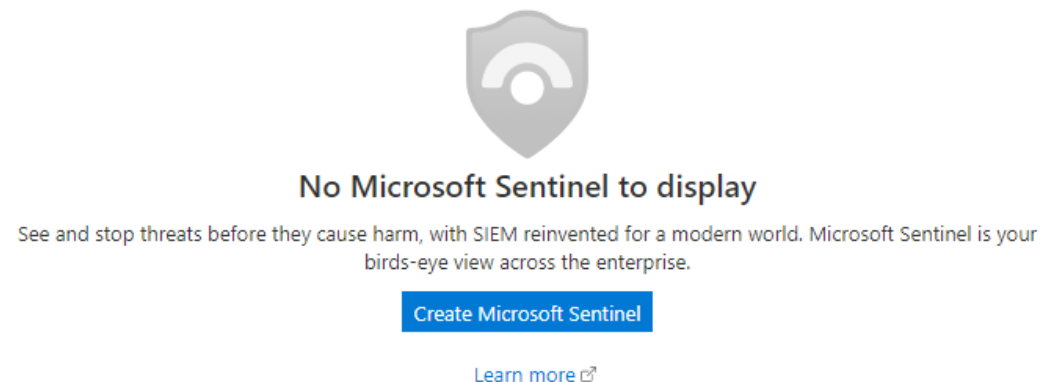 No Microsoft Sentinel to display
See and stop threats before they cause harm, with SIEM reinvented for a modern world. Microsoft Sentinel is your
birds-eye view across the enterprise.
Create Microsoft Sentinel
Learn more